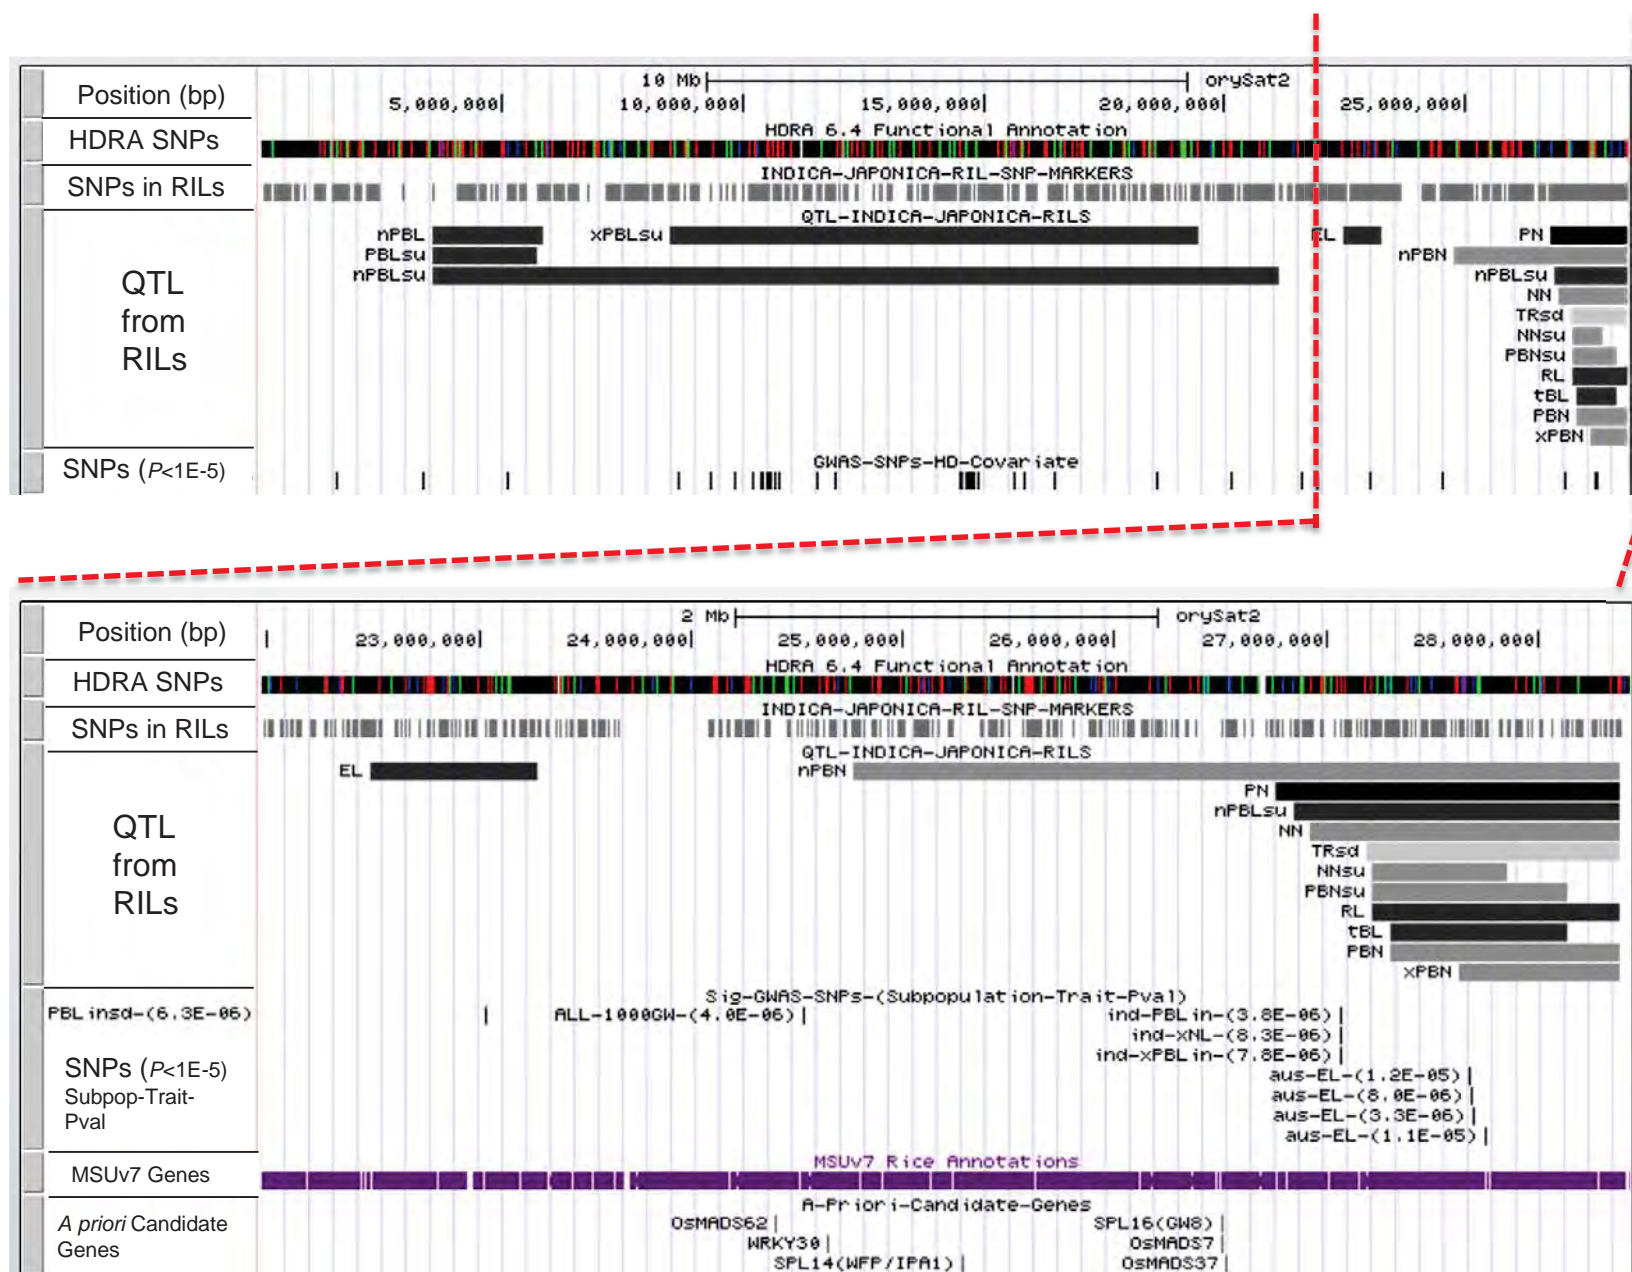 10 Mb orySat2
Position (bp) 5,000,000| 10,000,000| 15,000,000| 20,000,000| 25,000,000|
HDRA 6.4 Functional Annotation
HDRA SNPs
INDICA-JAPONICA-RIL-SNP-MARKERS
SNPs in RILs
QTL-INDICA-JAPONICA-RILS
nPBL xPBLsu EL PN
PBLsu nPBN
nPBLsu nPBLsu
NN
TRsd
NNsu
PBNsu
RL
tBL
PBN
xPBN
QTL
from
RILs
GWAS-SNPs-HD-Covariate
SNPs (P<1E-5)
2 Mb orySat2
Position (bp) | 23,000,000| 24,000,000| 25,000,000| 26,000,000| 27,000,000| 28,000,000|
HDRA 6.4 Functional Annotation
HDRA SNPs
INDICA-JAPONICA-RIL-SNP-MARKERS
SNPs in RILs
QTL-INDICA-JAPONICA-RILS
EL nPBN
PN
nPBLsu
NN
TRsd
NNsu
PBNsu
RL
tBL
PBN
xPBN
QTL
from
RILs
Sig-GWAS-SNPs-(Subpopulation-Trait-Pval)
PBLinsd-(6.3E-06) | ALL-1000GW-(4.0E-06)| ind-PBLin-(3.8E-06)|
ind-xNL-(8.3E-06)|
ind-xPBLin-(7.8E-06)|
aus-EL-(1.2E-05)|
aus-EL-(8.0E-06)|
aus-EL-(3.3E-06)|
aus-EL-(1.1E-05)|
SNPs (P<1E-5)
Subpop-Trait-
Pval
MSUv7 Rice Annotations
MSUv7 Genes
A-Priori-Candidate-Genes
OsMADS62| SPL16(GW8)|
WRKY30| OsMADS7|
SPL14(WFP/IPA1)| OsMADS37|
A priori Candidate
Genes